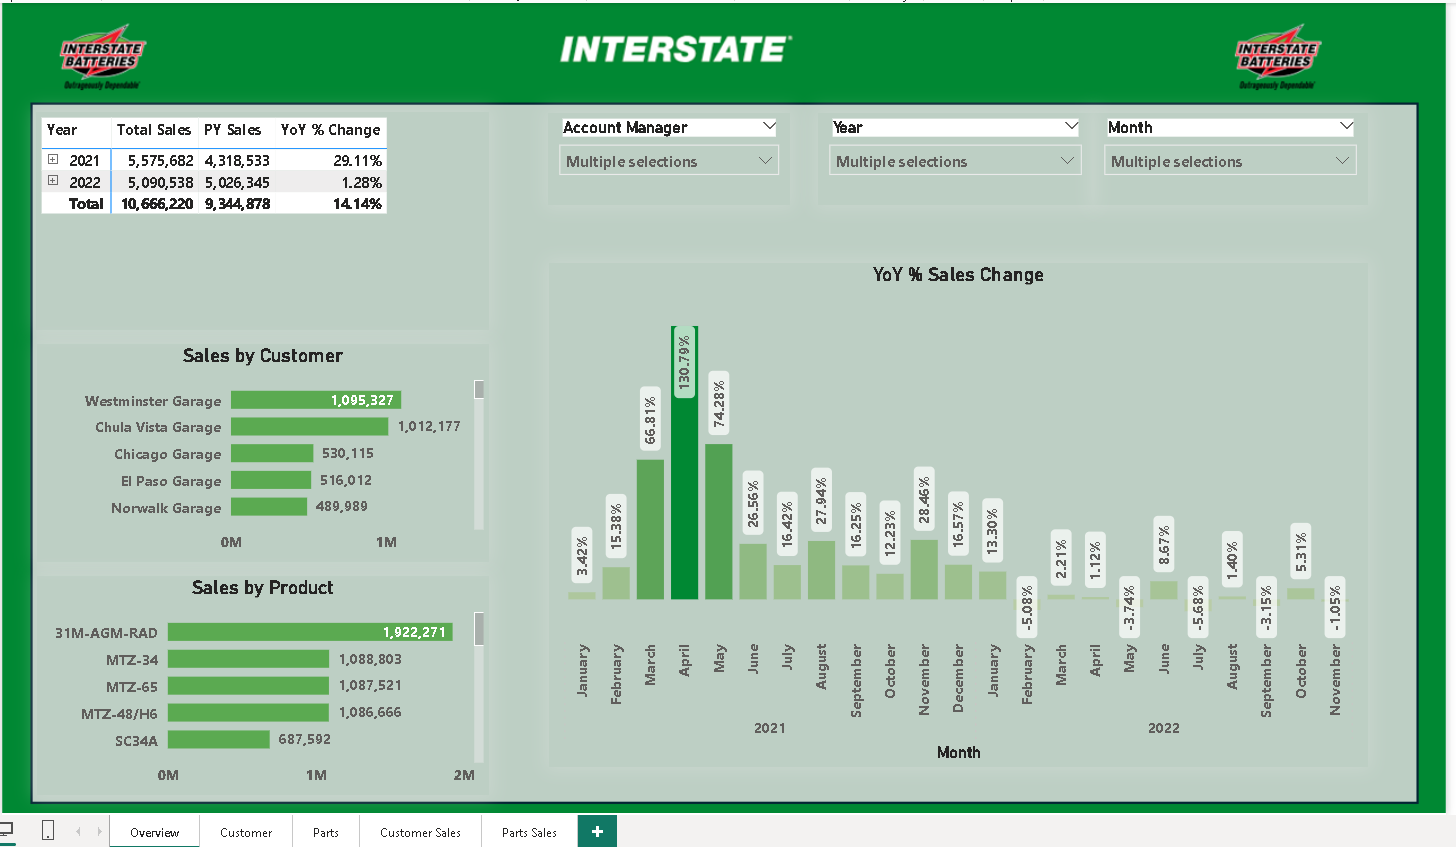 INTERSTATE BATTERIES
Outrageously Dependable
INTERSTATE
INTERSTATE BATTERIES
Outrageously Dependable
Year Total Sales PY Sales YoY % Change
2021 5,575,682 4,318,533 29.11%
2022 5,090,538 5,026,345 1.28%
Total 10,666,220 9,344,878 14.14%
Account Manager
Multiple selections
Year
Multiple selections
Month
Multiple selections
Sales by Customer
Westminster Garage 1,095,327
Chula Vista Garage 1,012,177
Chicago Garage 530,115
El Paso Garage 516,012
Norwalk Garage 489,989
0M 1M
Sales by Product
31M-AGM-RAD 1,922,271
MTZ-34 1,088,803
MTZ-65 1,087,521
MTZ-48/H6 1,086,666
SC34A 687,592
0M 1M 2M
YoY % Sales Change
3.42% 15.38% 66.81% 130.79% 74.28% 26.56% 16.42% 27.94% 16.25% 12.23% 28.46% 16.57% 13.30% -5.08% 2.21% 1.12% -3.74% 8.67% -5.68% 1.40% -3.15% 5.31% -1.05%
January February March April May June July August September October November December January February March April May June July August September October November
2021 2022
Month
Overview Customer Parts Customer Sales Parts Sales +